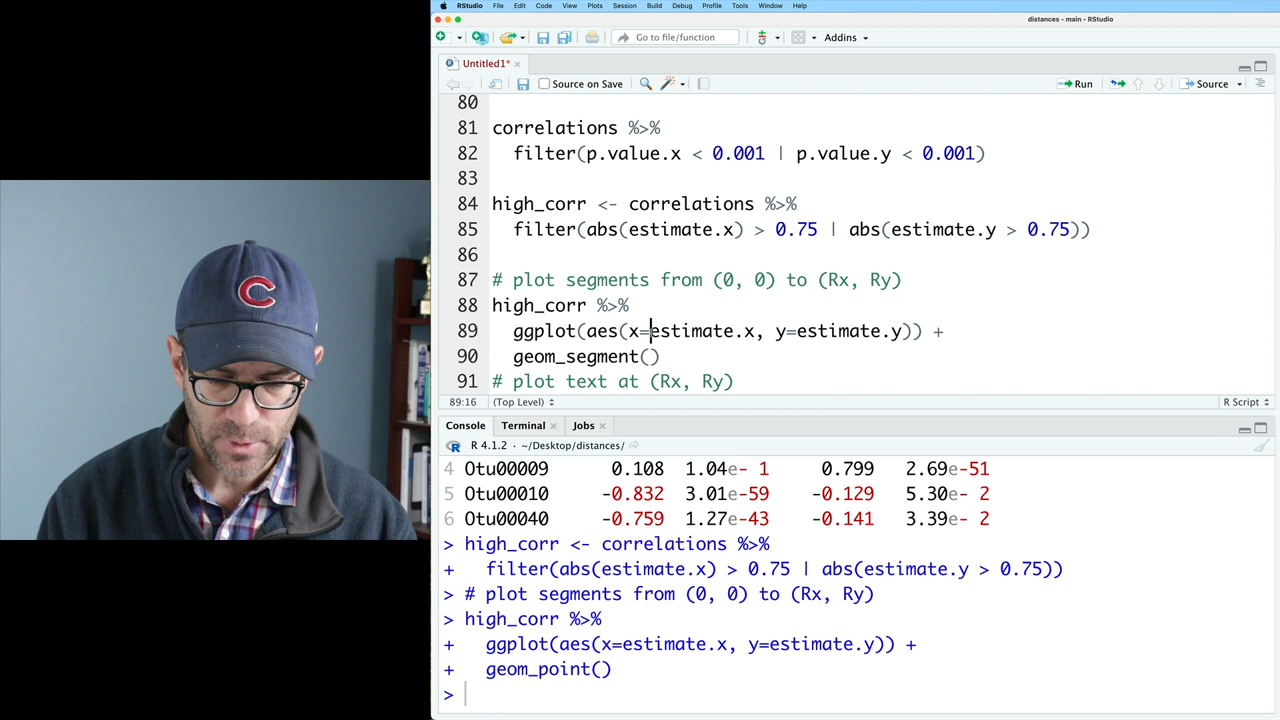 RStudio File Edit Code View Plots Session Build Debug Profile Tools Window Help
distances - main - RStudio
Go to file/function Addins
Untitled1*
Source on Save Run Source
80
81 correlations %>%
82 filter(p.value.x < 0.001 | p.value.y < 0.001)
83
84 high_corr <- correlations %>%
85 filter(abs(estimate.x) > 0.75 | abs(estimate.y > 0.75))
86
87 # plot segments from (0, 0) to (Rx, Ry)
88 high_corr %>%
89 ggplot(aes(x=estimate.x, y=estimate.y)) +
90 geom_segment()
91 # plot text at (Rx, Ry)
89:16 (Top Level) R Script
Console Terminal Jobs
R 4.1.2 · ~/Desktop/distances/
4 Otu00009 0.108 1.04e- 1 0.799 2.69e-51
5 Otu00010 -0.832 3.01e-59 -0.129 5.30e- 2
6 Otu00040 -0.759 1.27e-43 -0.141 3.39e- 2
> high_corr <- correlations %>%
+ filter(abs(estimate.x) > 0.75 | abs(estimate.y > 0.75))
> # plot segments from (0, 0) to (Rx, Ry)
> high_corr %>%
+ ggplot(aes(x=estimate.x, y=estimate.y)) +
+ geom_point()
>
C